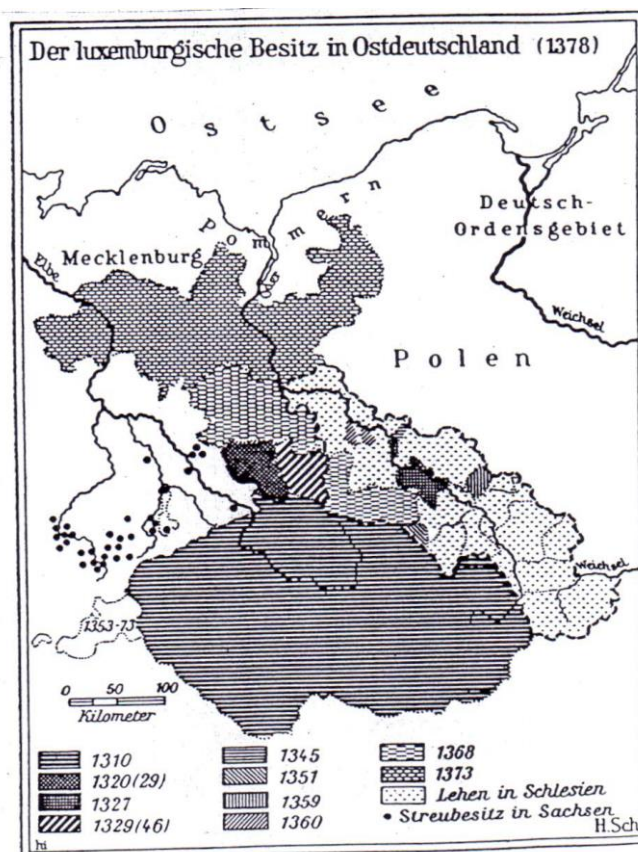 Der luxemburgische Besitz in Ostdeutschland (1378)
Ostsee
Pommern
Deutsch-
Ordensgebiet
Mecklenburg
Elbe
Weichsel
Polen
Weichsel
1353-73
0 50 100
Kilometer
1310
1320(29)
1327
1329(46)
1345
1351
1359
1360
1368
1373
Lehen in Schlesien
Streubesitz in Sachsen
hi
H.Sch